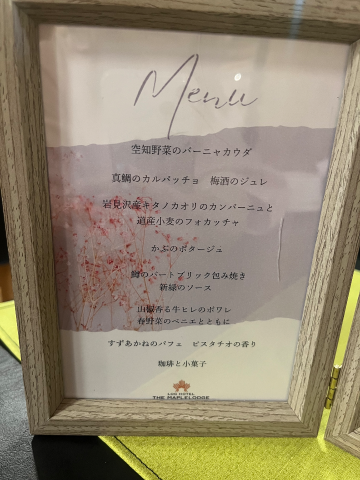 Menu
空知野菜のバーニャカウダ
真鯛のカルパッチョ 梅酒のジュレ
岩見沢産キタノカオリのカンパーニュと
道産小麦のフォカッチャ
かぶのポタージュ
鰊のパートブリック包み焼き
新緑のソース
山椒香る牛ヒレのポワレ
春野菜のベニエとともに
すずあかねのパフェ ピスタチオの香り
珈琲と小菓子
LOG HOTEL
THE MAPLELODGE